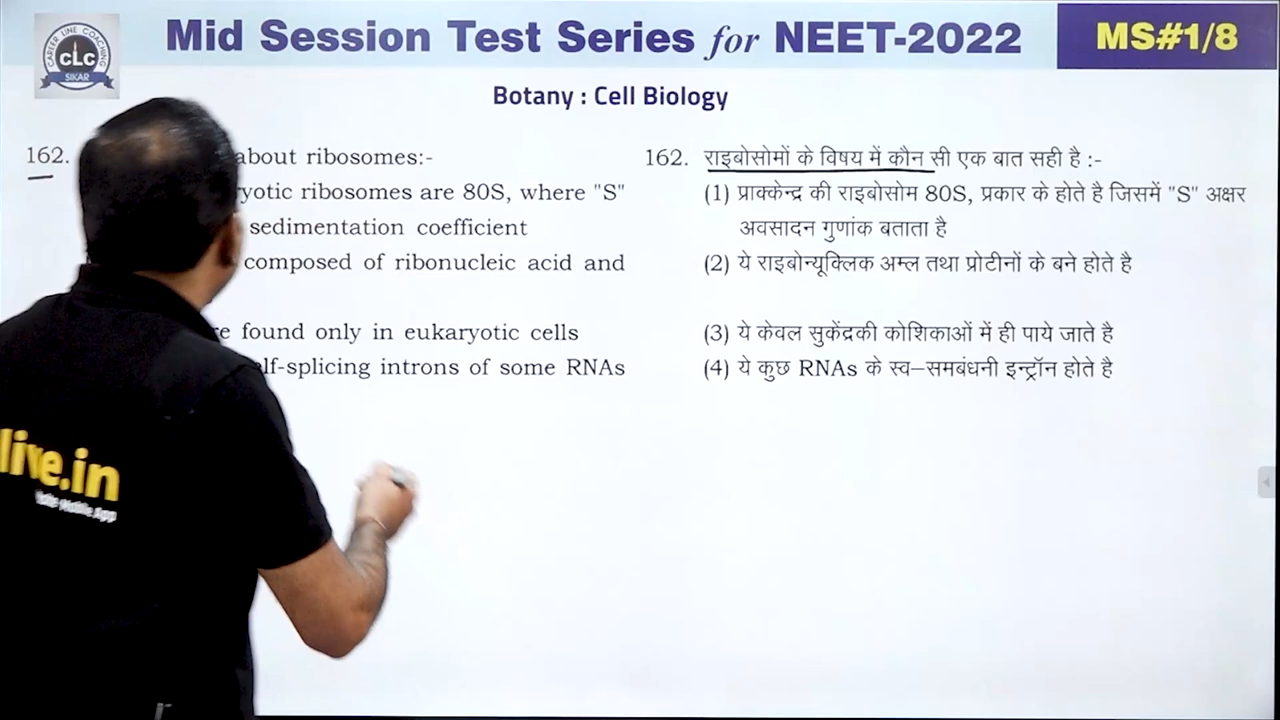 CAREER LINE COACHING
CLC
SIKAR
Mid Session Test Series for NEET-2022
MS#1/8
Botany : Cell Biology
162. about ribosomes:-
yotic ribosomes are 80S, where "S"
sedimentation coefficient
composed of ribonucleic acid and
e found only in eukaryotic cells
lf-splicing introns of some RNAs
162. राइबोसोमों के विषय में कौन सी एक बात सही है :-
(1) प्राक्केन्द्र की राइबोसोम 80S, प्रकार के होते है जिसमें "S" अक्षर
अवसादन गुणांक बताता है
(2) ये राइबोन्यूक्लिक अम्ल तथा प्रोटीनों के बने होते है
(3) ये केवल सुकेंद्रकी कोशिकाओं में ही पाये जाते है
(4) ये कुछ RNAs के स्व–समबंधनी इन्ट्रॉन होते है
live.in
Mobile App